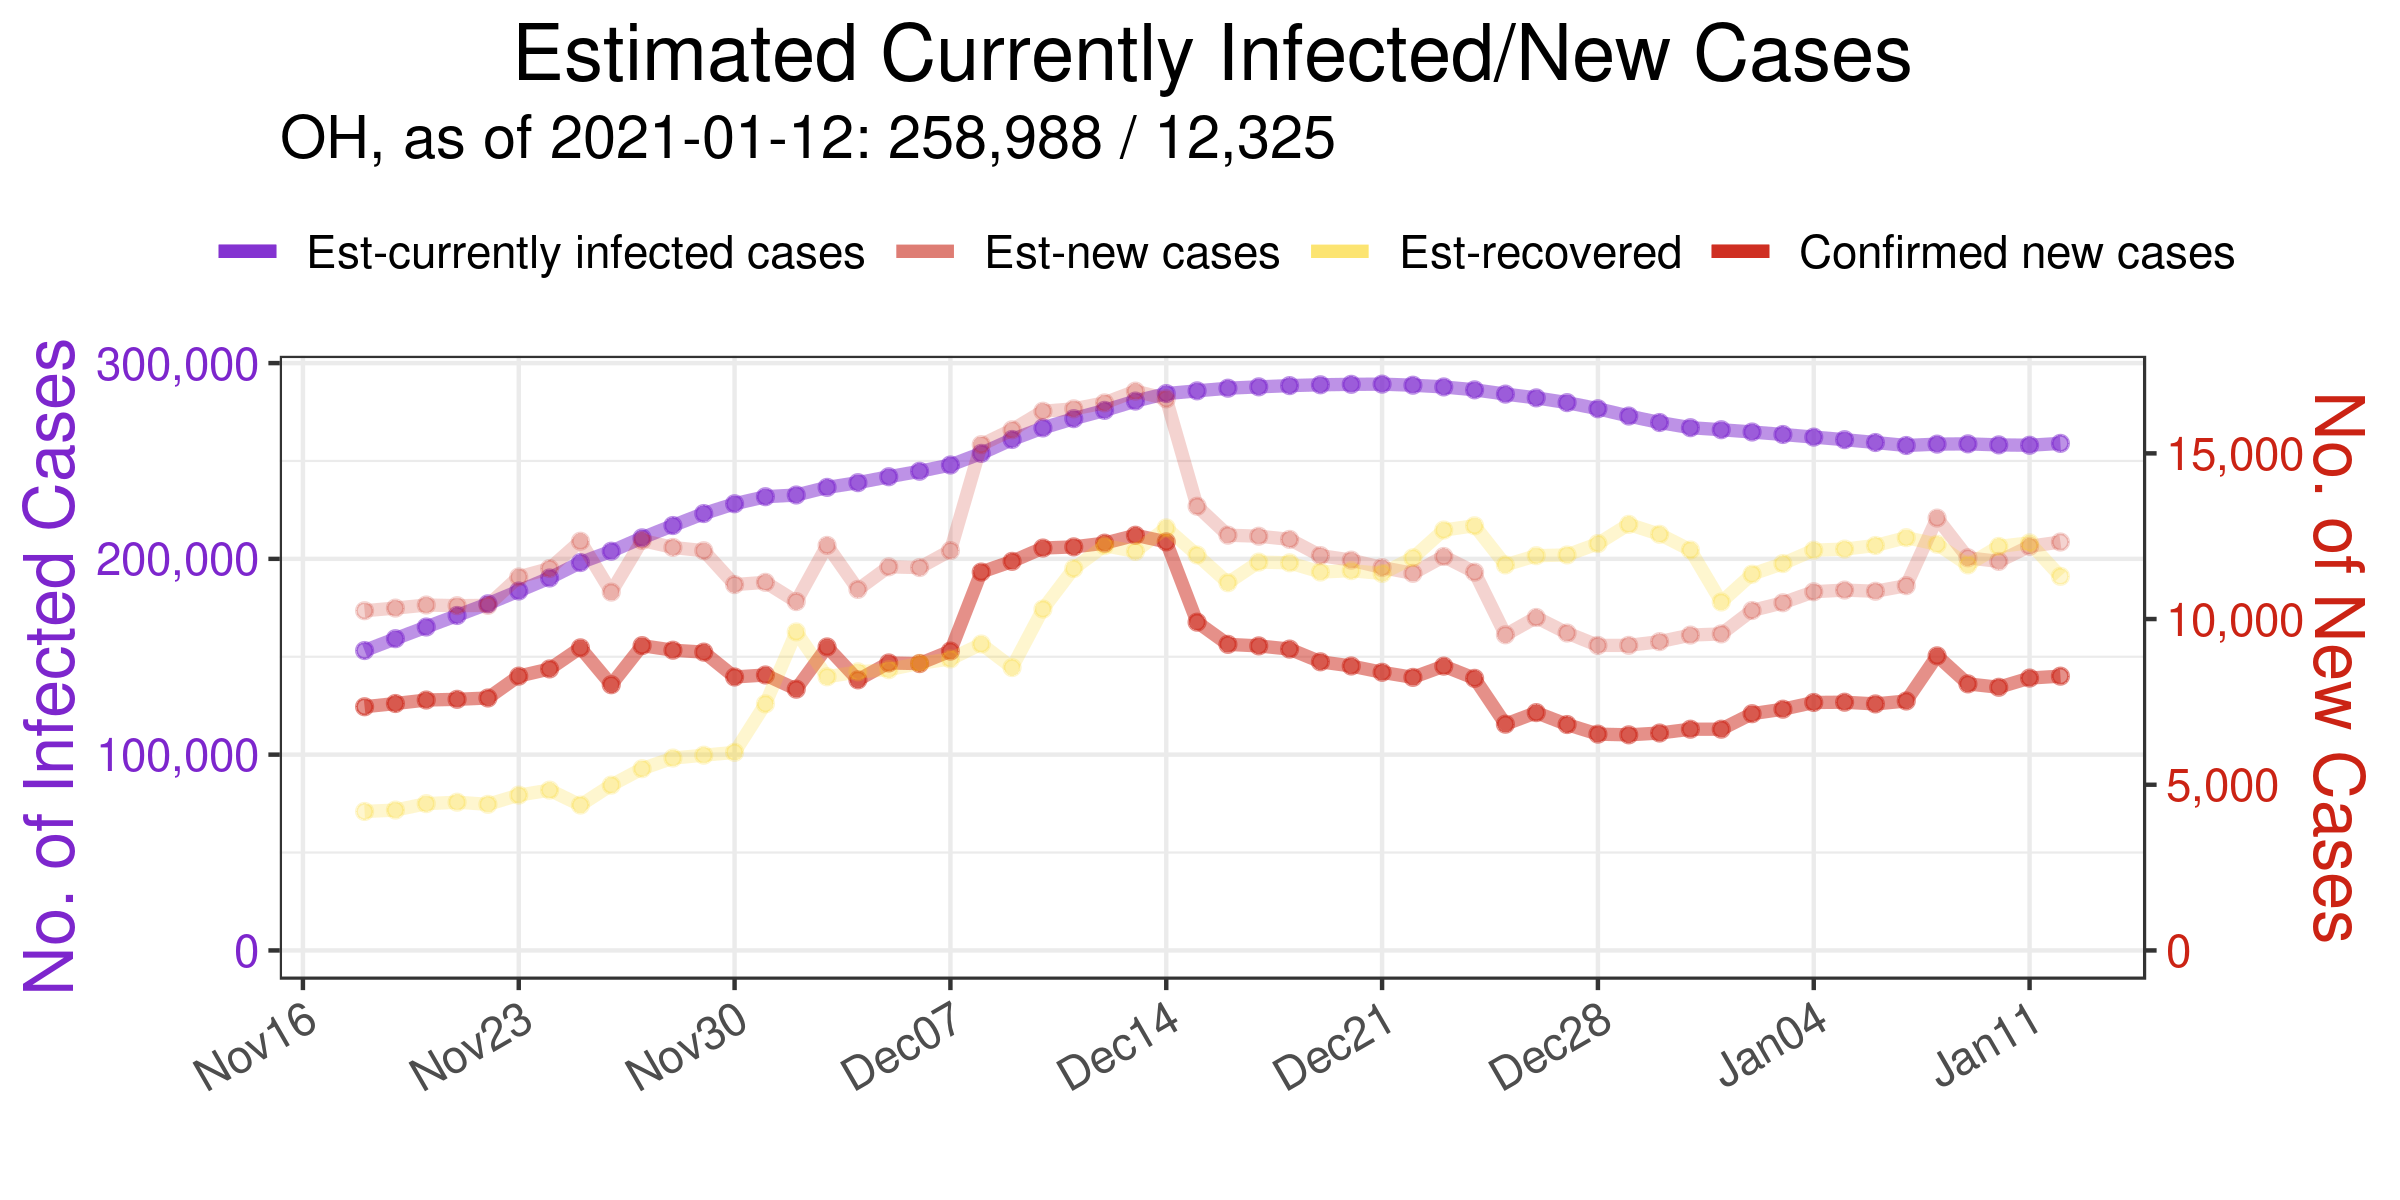 Estimated Currently Infected/New Cases
OH, as of 2021-01-12: 258,988 / 12,325
Est-currently infected cases Est-new cases Est-recovered Confirmed new cases
No. of Infected Cases
300,000
200,000
100,000
0
15,000
10,000
5,000
0
No. of New Cases
Nov16 Nov23 Nov30 Dec07 Dec14 Dec21 Dec28 Jan04 Jan11